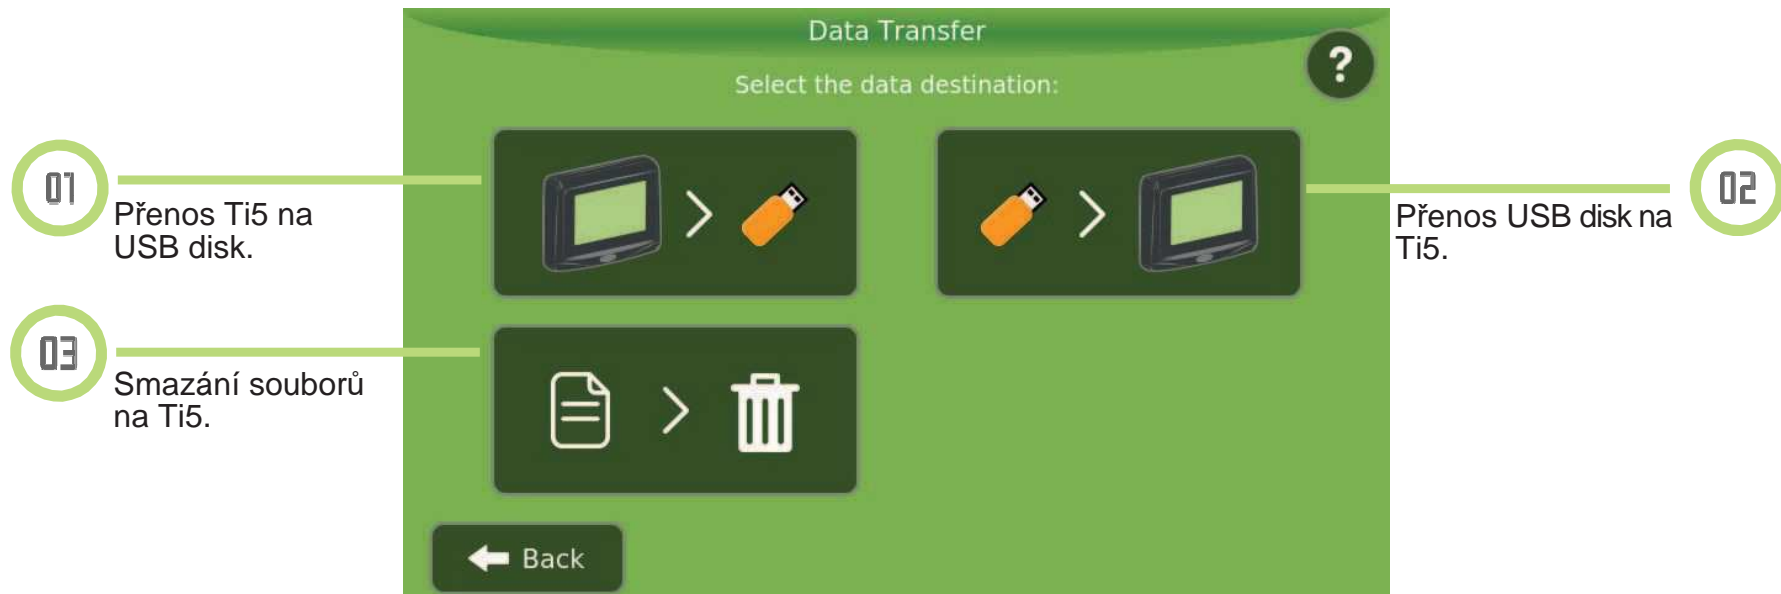 Data Transfer
?
Select the data destination:
01
Přenos Ti5 na
USB disk.
02
Přenos USB disk na
Ti5.
03
Smazání souborů
na Ti5.
Back